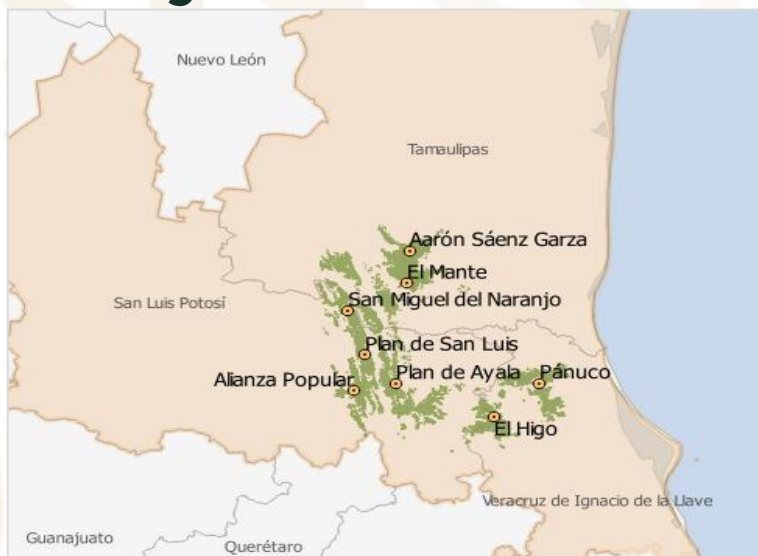 Nuevo León
Tamaulipas
Aarón Sáenz Garza
El Mante
San Luis Potosí
San Miguel del Naranjo
Plan de San Luis
Alianza Popular
Plan de Ayala
Pánuco
El Higo
Veracruz de Ignacio de la Llave
Guanajuato
Querétaro